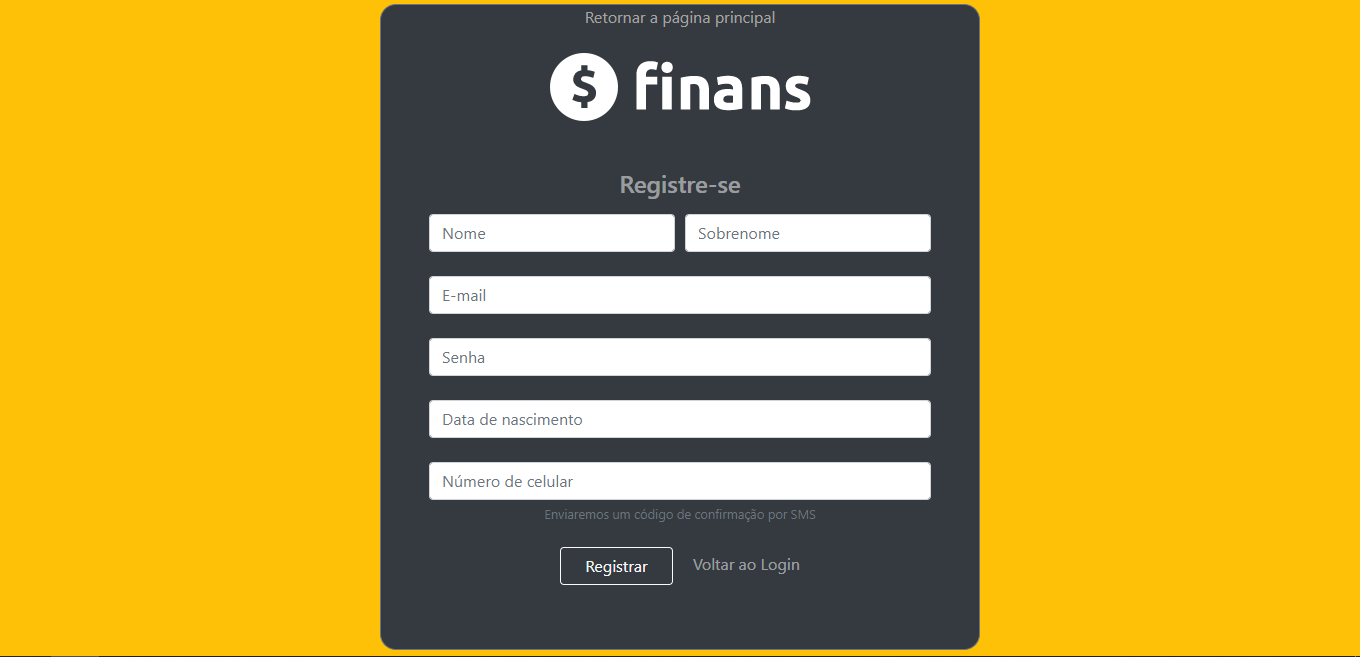 Retornar a página principal
$ finans
Registre-se
Nome Sobrenome
E-mail
Senha
Data de nascimento
Número de celular
Enviaremos um código de confirmação por SMS
Registrar Voltar ao Login